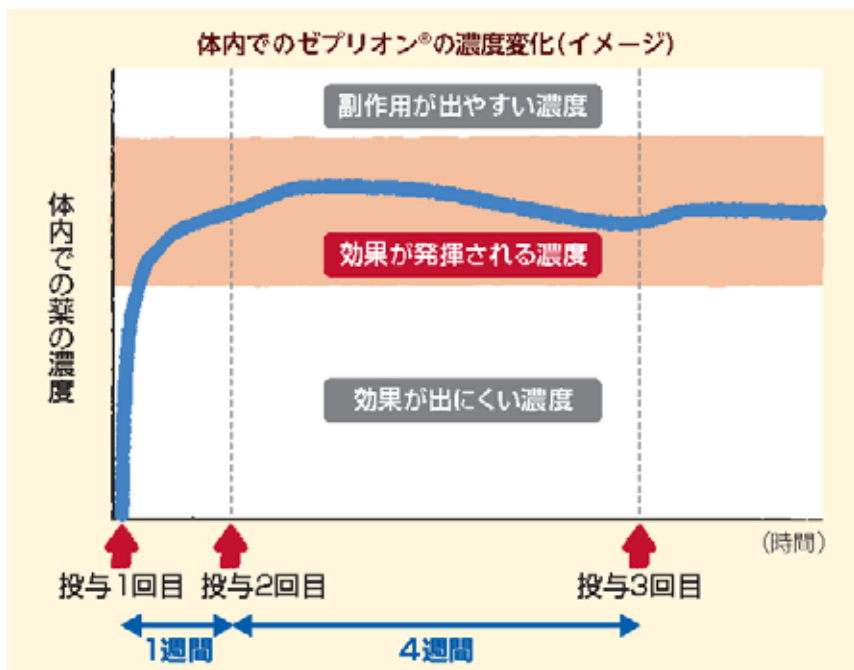 体内でのゼプリオン®の濃度変化(イメージ)
副作用が出やすい濃度
体内での薬の濃度
効果が発揮される濃度
効果が出にくい濃度
(時間)
投与1回目
投与2回目
投与3回目
1週間
4週間